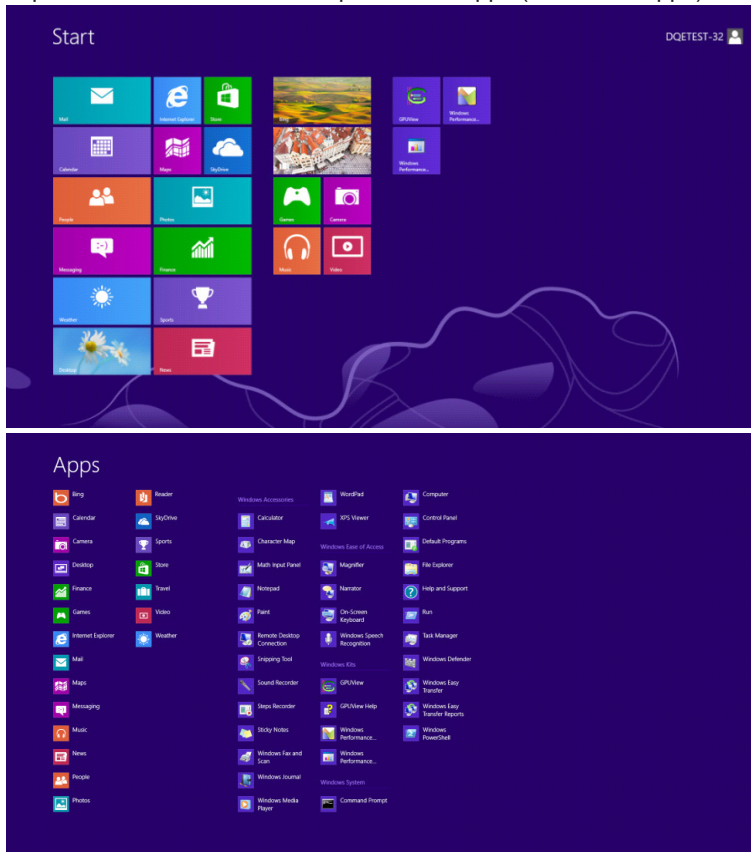 Start
DQETEST-32
Mail
Internet Explorer
Store
Bing
GPUView
Windows
Performance...
Calendar
Maps
SkyDrive
Windows
Performance...
People
Photos
Games
Camera
Messaging
Finance
Music
Video
Weather
Sports
Desktop
News
Apps
Bing
Calendar
Camera
Desktop
Finance
Games
Internet Explorer
Mail
Maps
Messaging
Music
News
People
Photos
Reader
SkyDrive
Sports
Store
Travel
Video
Weather
Windows Accessories
Calculator
Character Map
Math Input Panel
Notepad
Paint
Remote Desktop
Connection
Snipping Tool
Sound Recorder
Steps Recorder
Sticky Notes
Windows Fax and
Scan
Windows Journal
Windows Media
Player
WordPad
XPS Viewer
Windows Ease of Access
Magnifier
Narrator
On-Screen
Keyboard
Windows Speech
Recognition
Windows Kits
GPUView
GPUView Help
Windows
Performance...
Windows
Performance...
Windows System
Command Prompt
Computer
Control Panel
Default Programs
File Explorer
Help and Support
Run
Task Manager
Windows Defender
Windows Easy
Transfer
Windows Easy
Transfer Reports
Windows
PowerShell